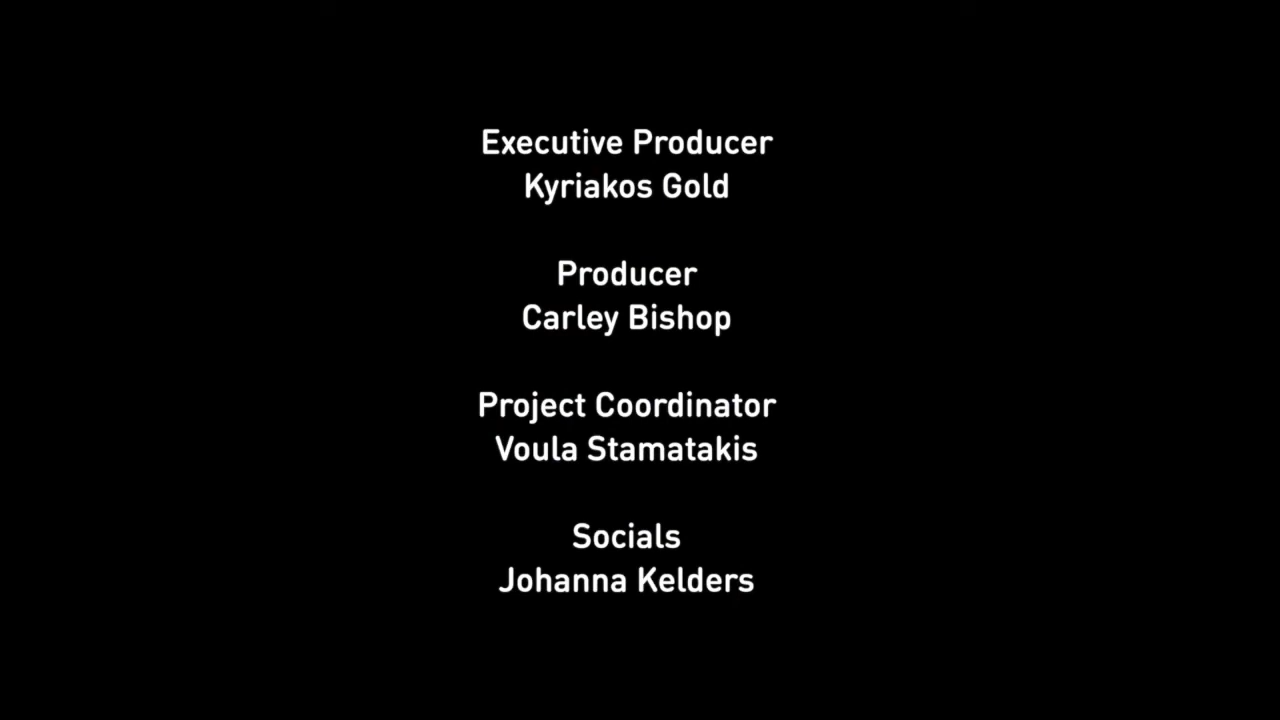 Executive Producer
Kyriakos Gold
Producer
Carley Bishop
Project Coordinator
Voula Stamatakis
Socials
Johanna Kelders